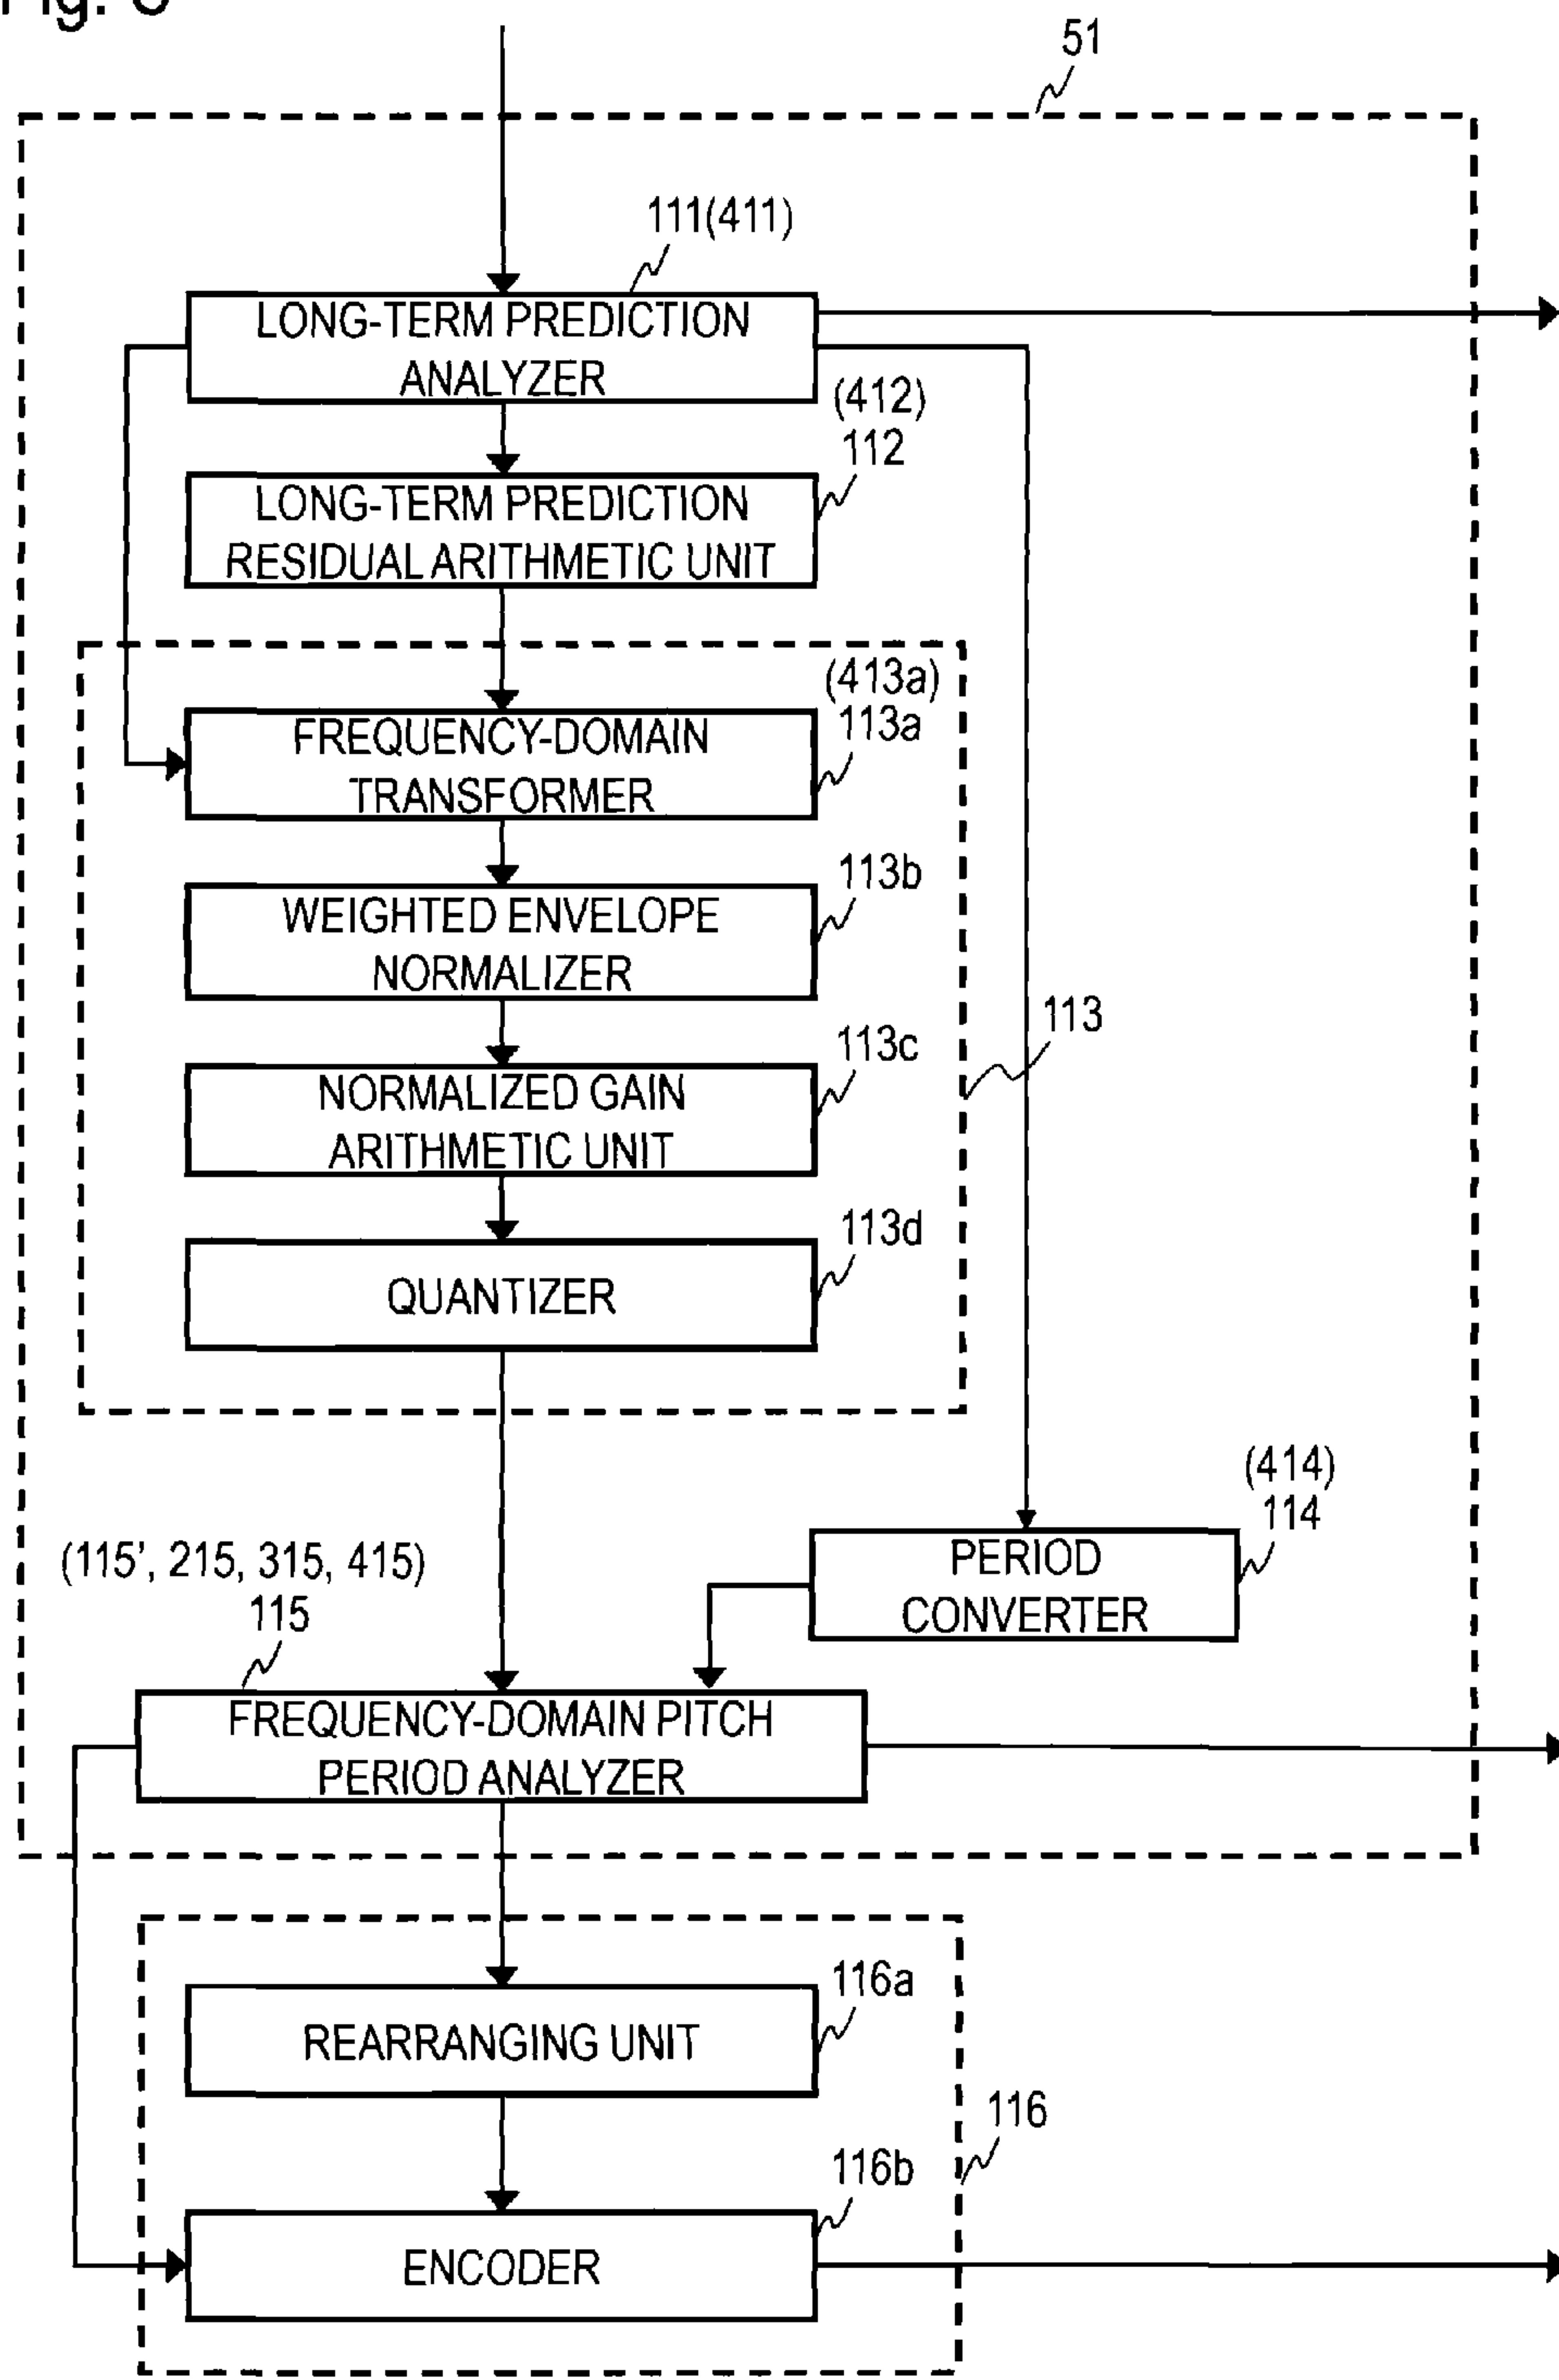 Fig.
51
111(411)
LONG-TERM PREDICTION
ANALYZER
(412)
112
LONG-TERM PREDICTION
RESIDUAL ARITHMETIC UNIT
(413a)
113a
FREQUENCY-DOMAIN
TRANSFORMER
113b
WEIGHTED ENVELOPE
NORMALIZER
113
113c
NORMALIZED GAIN
ARITHMETIC UNIT
113d
QUANTIZER
(414)
114
PERIOD
CONVERTER
(115', 215, 315, 415)
115
FREQUENCY-DOMAIN PITCH
PERIOD ANALYZER
116a
REARRANGING UNIT
116
116b
ENCODER